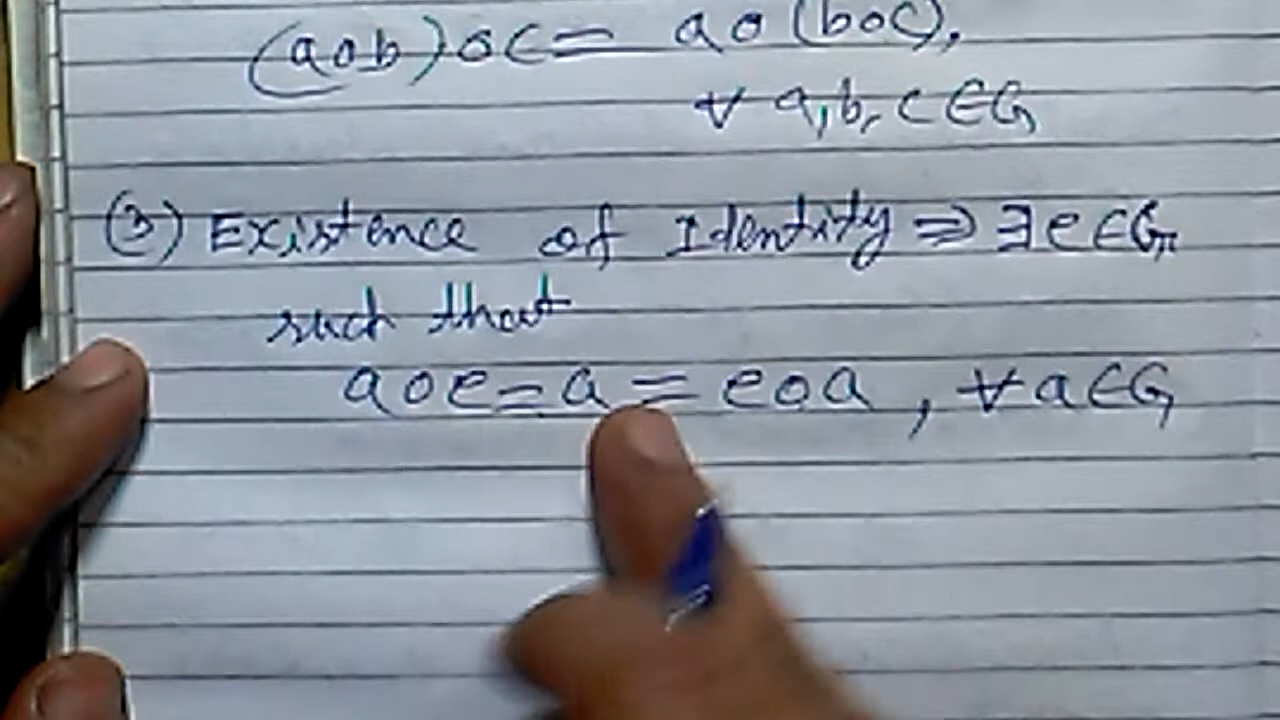 (aob)oc = ao(boc),
∀ a,b,c∈G
(3) Existence of Identity ⇒ ∃ e∈G
such that
aoe = a = eoa, ∀ a∈G